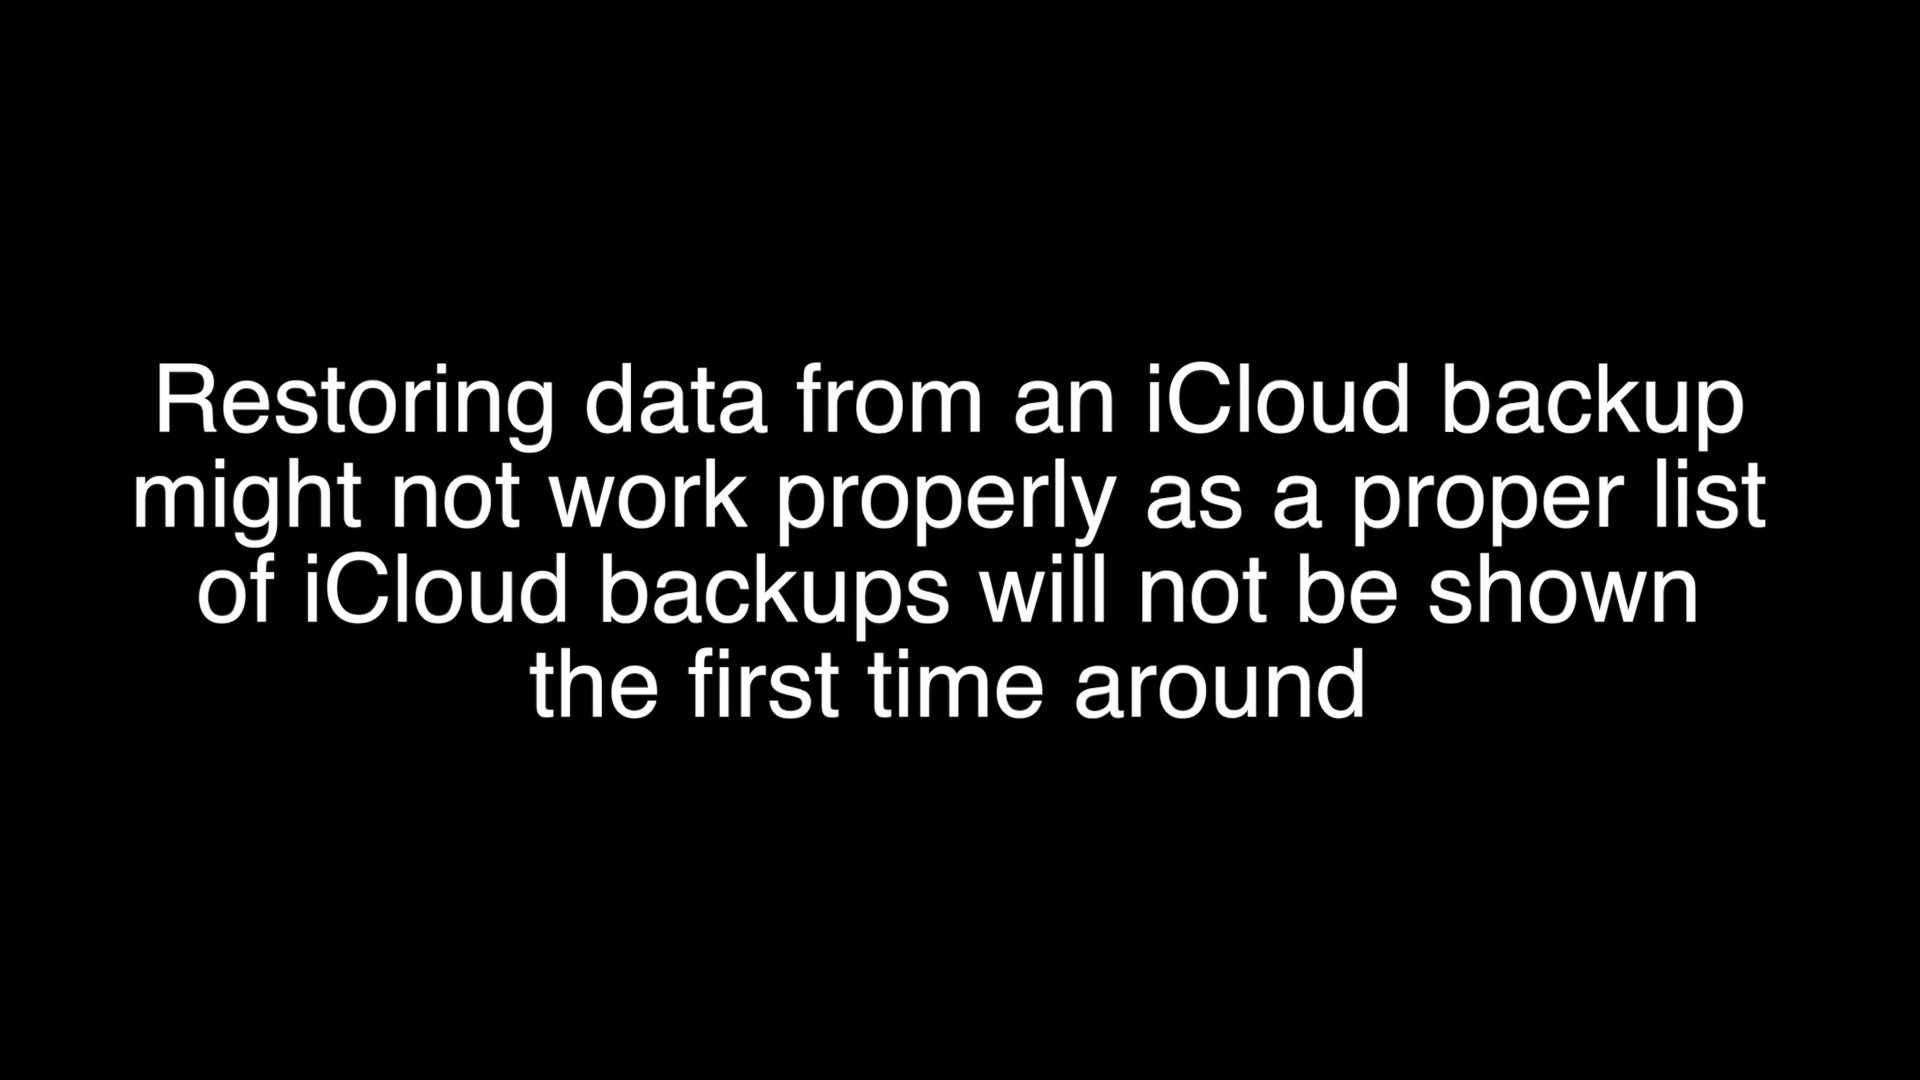 Restoring data from an iCloud backup
might not work properly as a proper list
of iCloud backups will not be shown
the first time around